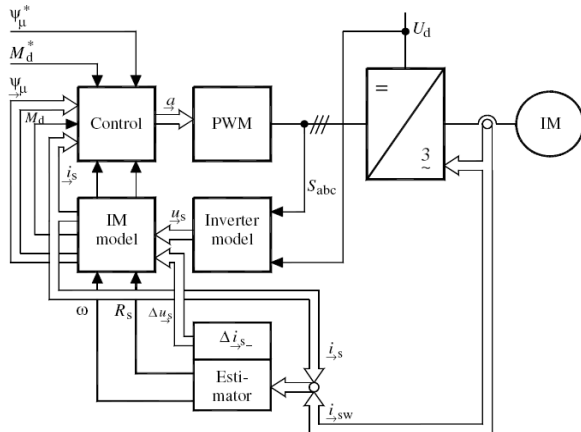 ψμ*
Md*
Ud
ψμ
Md
a
=
Control
PWM
IM
3
~
is
Sabc
IM
model
us
Inverter
model
ω
Rs
Δus
Δis_
is
Esti-
mator
isw